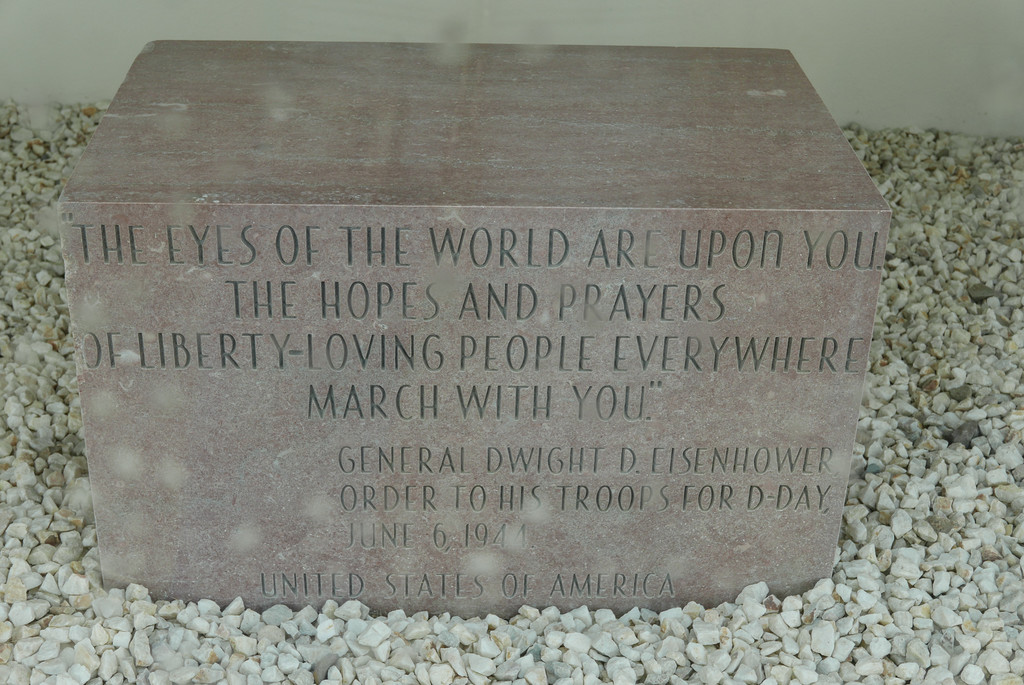 "THE EYES OF THE WORLD ARE UPON YOU.
THE HOPES AND PRAYERS
OF LIBERTY-LOVING PEOPLE EVERYWHERE
MARCH WITH YOU."
GENERAL DWIGHT D. EISENHOWER
ORDER TO HIS TROOPS FOR D-DAY,
JUNE 6, 1944.
UNITED STATES OF AMERICA